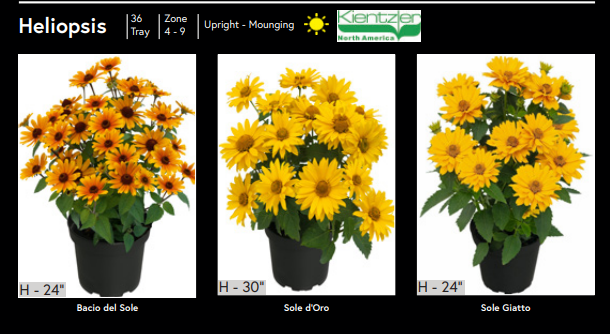 Heliopsis
36
Tray
Zone
4 - 9
Upright - Mounging
Kientzler
North America
H - 24"
H - 30"
H - 24"
Bacio del Sole
Sole d'Oro
Sole Giatto